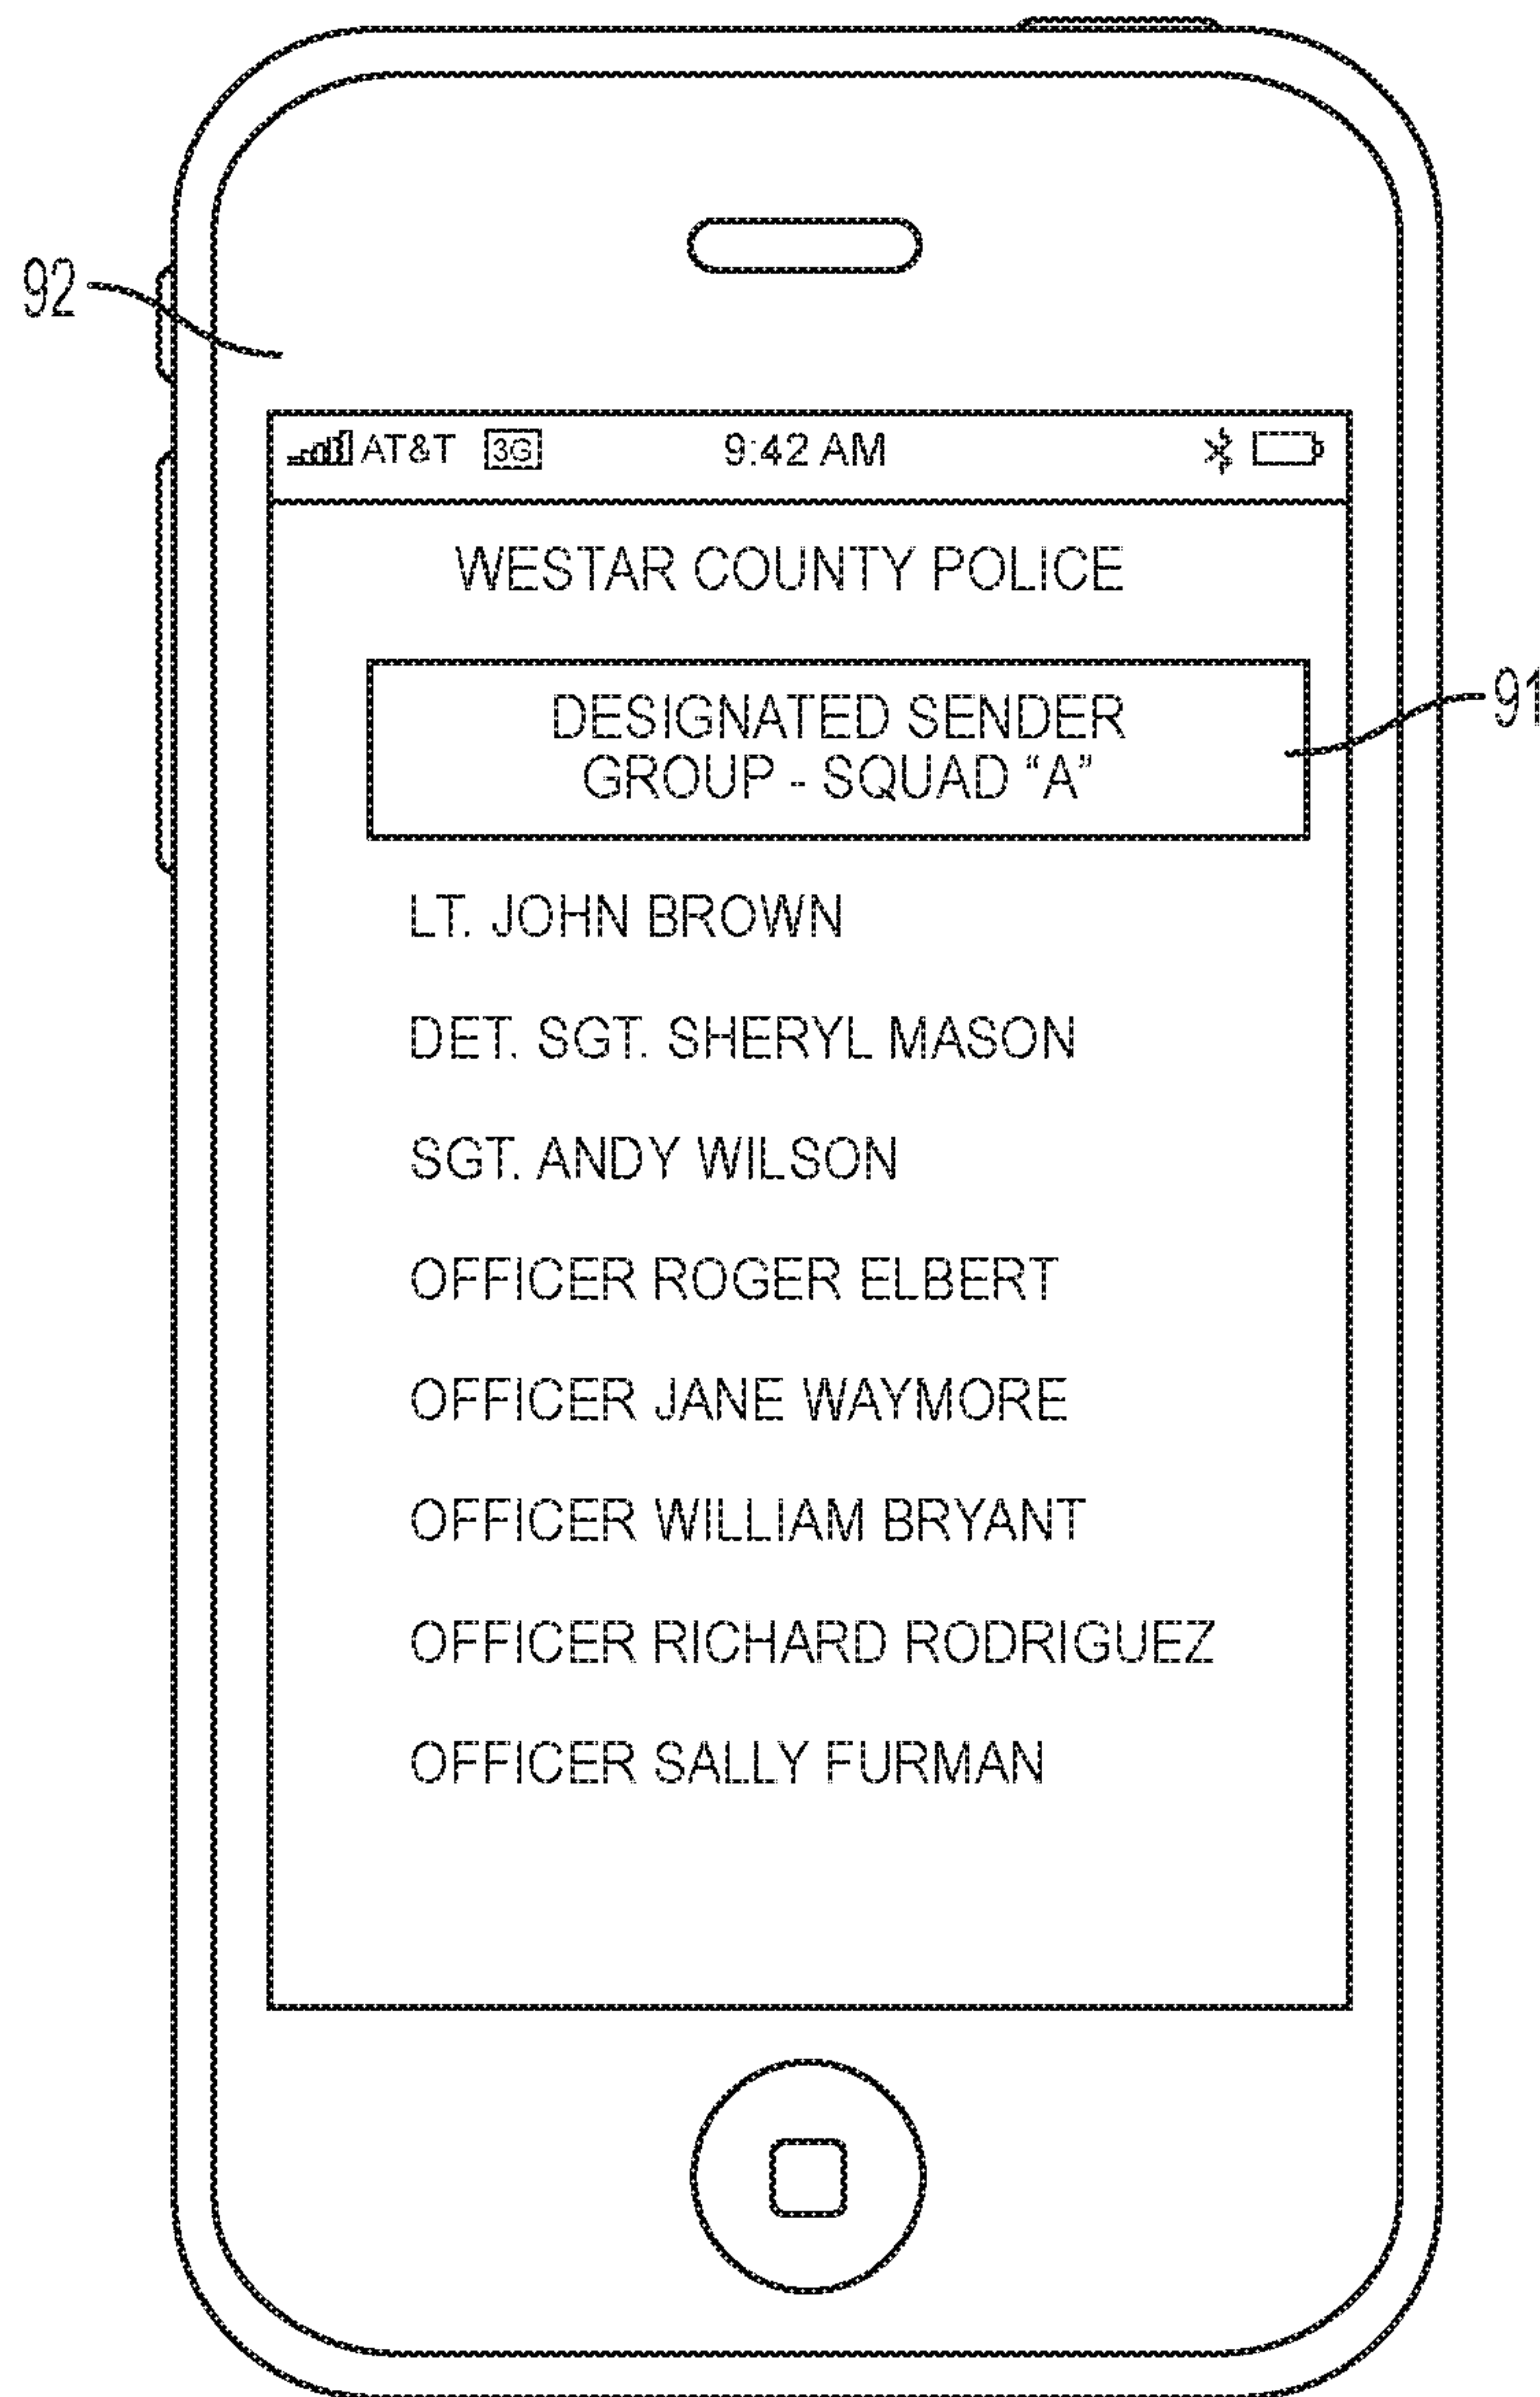 92
AT&T 3G 9:42 AM
WESTAR COUNTY POLICE
DESIGNATED SENDER
GROUP - SQUAD “A”
91
LT. JOHN BROWN
DET. SGT. SHERYL MASON
SGT. ANDY WILSON
OFFICER ROGER ELBERT
OFFICER JANE WAYMORE
OFFICER WILLIAM BRYANT
OFFICER RICHARD RODRIGUEZ
OFFICER SALLY FURMAN